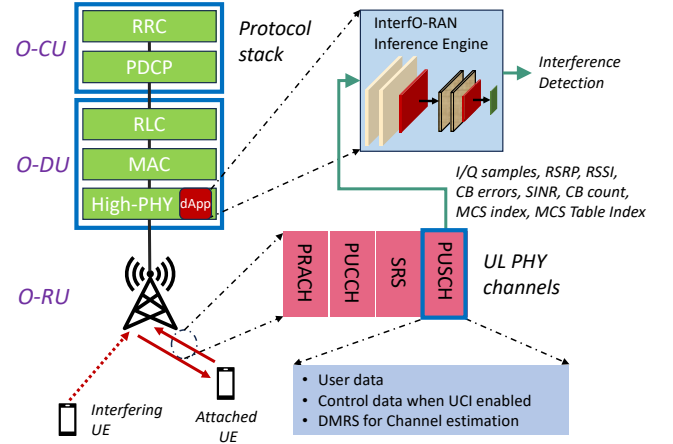 O-CU
RRC
PDCP
Protocol
stack
InterfO-RAN
Inference Engine
Interference
Detection
O-DU
RLC
MAC
High-PHY
dApp
I/Q samples, RSRP, RSSI,
CB errors, SINR, CB count,
MCS index, MCS Table Index
O-RU
PRACH
PUCCH
SRS
PUSCH
UL PHY
channels
Interfering
UE
Attached
UE
• User data
• Control data when UCI enabled
• DMRS for Channel estimation